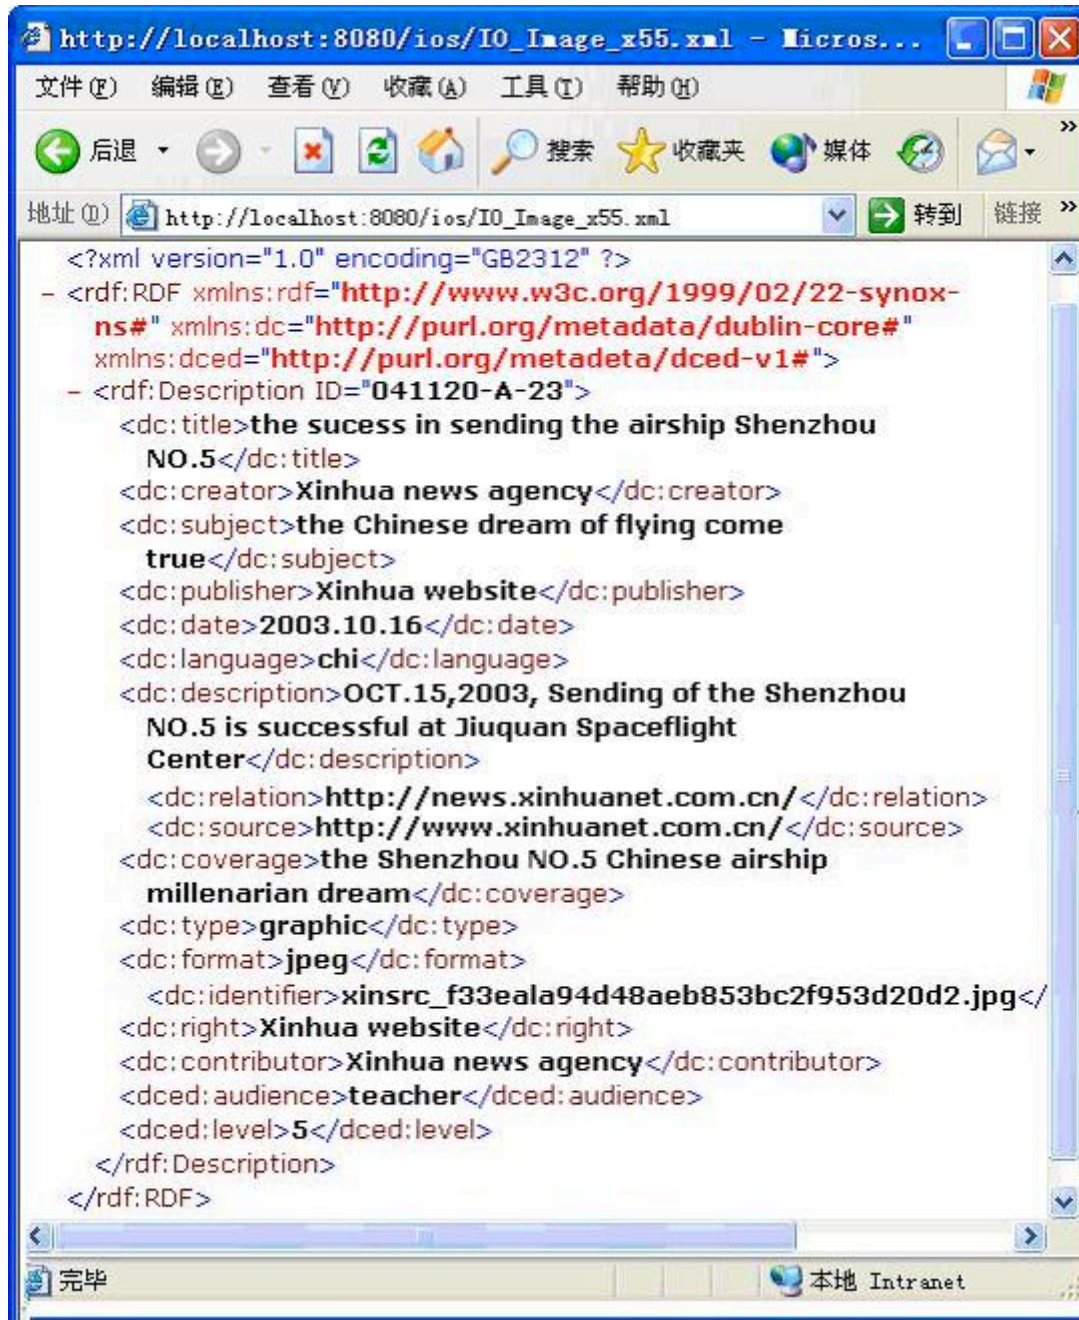 http://localhost:8080/ios/IO_Image_x55.xml - Micros...
文件(F) 编辑(E) 查看(V) 收藏(A) 工具(T) 帮助(H)
后退 搜索 收藏夹 媒体 »
地址(D) http://localhost:8080/ios/IO_Image_x55.xml 转到 链接 »
<?xml version="1.0" encoding="GB2312" ?>
- <rdf:RDF xmlns:rdf="http://www.w3c.org/1999/02/22-synox-
ns#" xmlns:dc="http://purl.org/metadata/dublin-core#"
xmlns:dced="http://purl.org/metadeta/dced-v1#">
- <rdf:Description ID="041120-A-23">
<dc:title>the sucess in sending the airship Shenzhou
NO.5</dc:title>
<dc:creator>Xinhua news agency</dc:creator>
<dc:subject>the Chinese dream of flying come
true</dc:subject>
<dc:publisher>Xinhua website</dc:publisher>
<dc:date>2003.10.16</dc:date>
<dc:language>chi</dc:language>
<dc:description>OCT.15,2003, Sending of the Shenzhou
NO.5 is successful at Jiuquan Spaceflight
Center</dc:description>
<dc:relation>http://news.xinhuanet.com.cn/</dc:relation>
<dc:source>http://www.xinhuanet.com.cn/</dc:source>
<dc:coverage>the Shenzhou NO.5 Chinese airship
millenarian dream</dc:coverage>
<dc:type>graphic</dc:type>
<dc:format>jpeg</dc:format>
<dc:identifier>xinsrc_f33eala94d48aeb853bc2f953d20d2.jpg</
<dc:right>Xinhua website</dc:right>
<dc:contributor>Xinhua news agency</dc:contributor>
<dced:audience>teacher</dced:audience>
<dced:level>5</dced:level>
</rdf:Description>
</rdf:RDF>
完毕 本地 Intranet